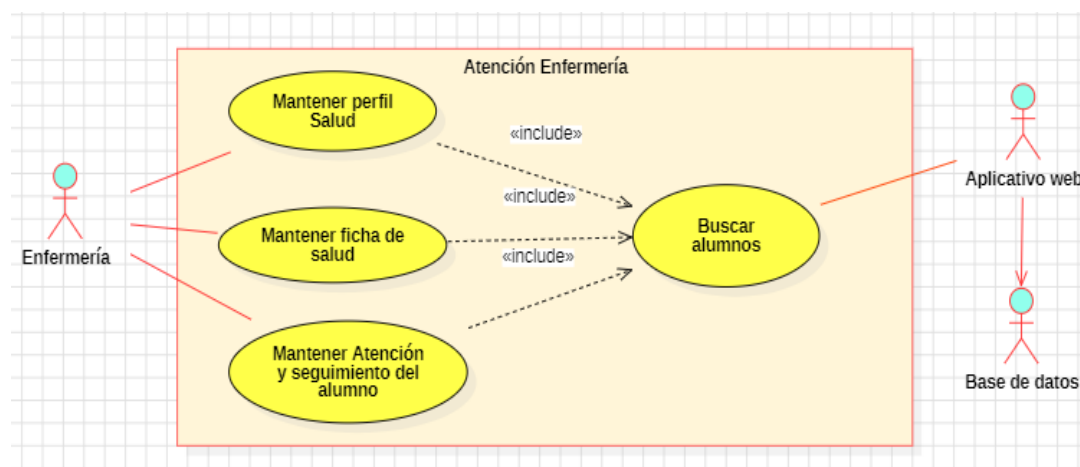 Atención Enfermería
Mantener perfil
Salud
«include»
«include»
«include»
Mantener ficha de
salud
Mantener Atención
y seguimiento del
alumno
Buscar
alumnos
Enfermería
Aplicativo web
Base de datos